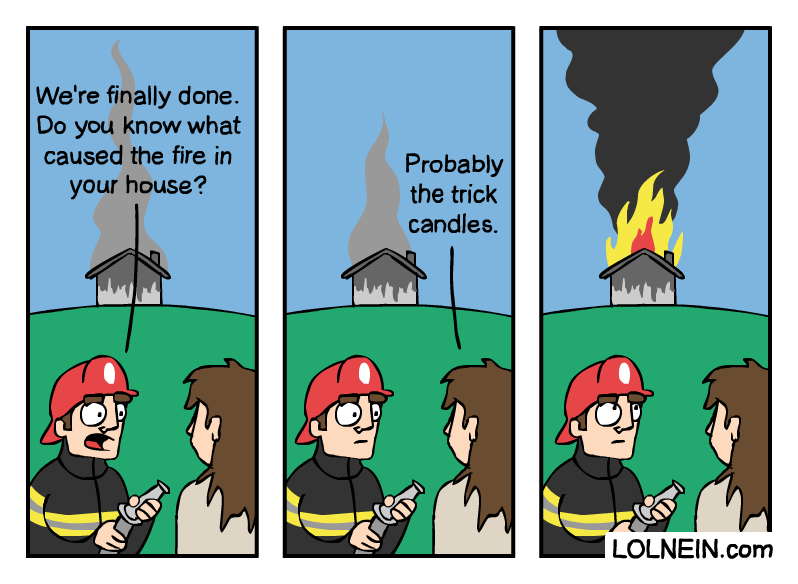 We're finally done.
Do you know what
caused the fire in
your house?
Probably
the trick
candles.
LOLNEIN.com